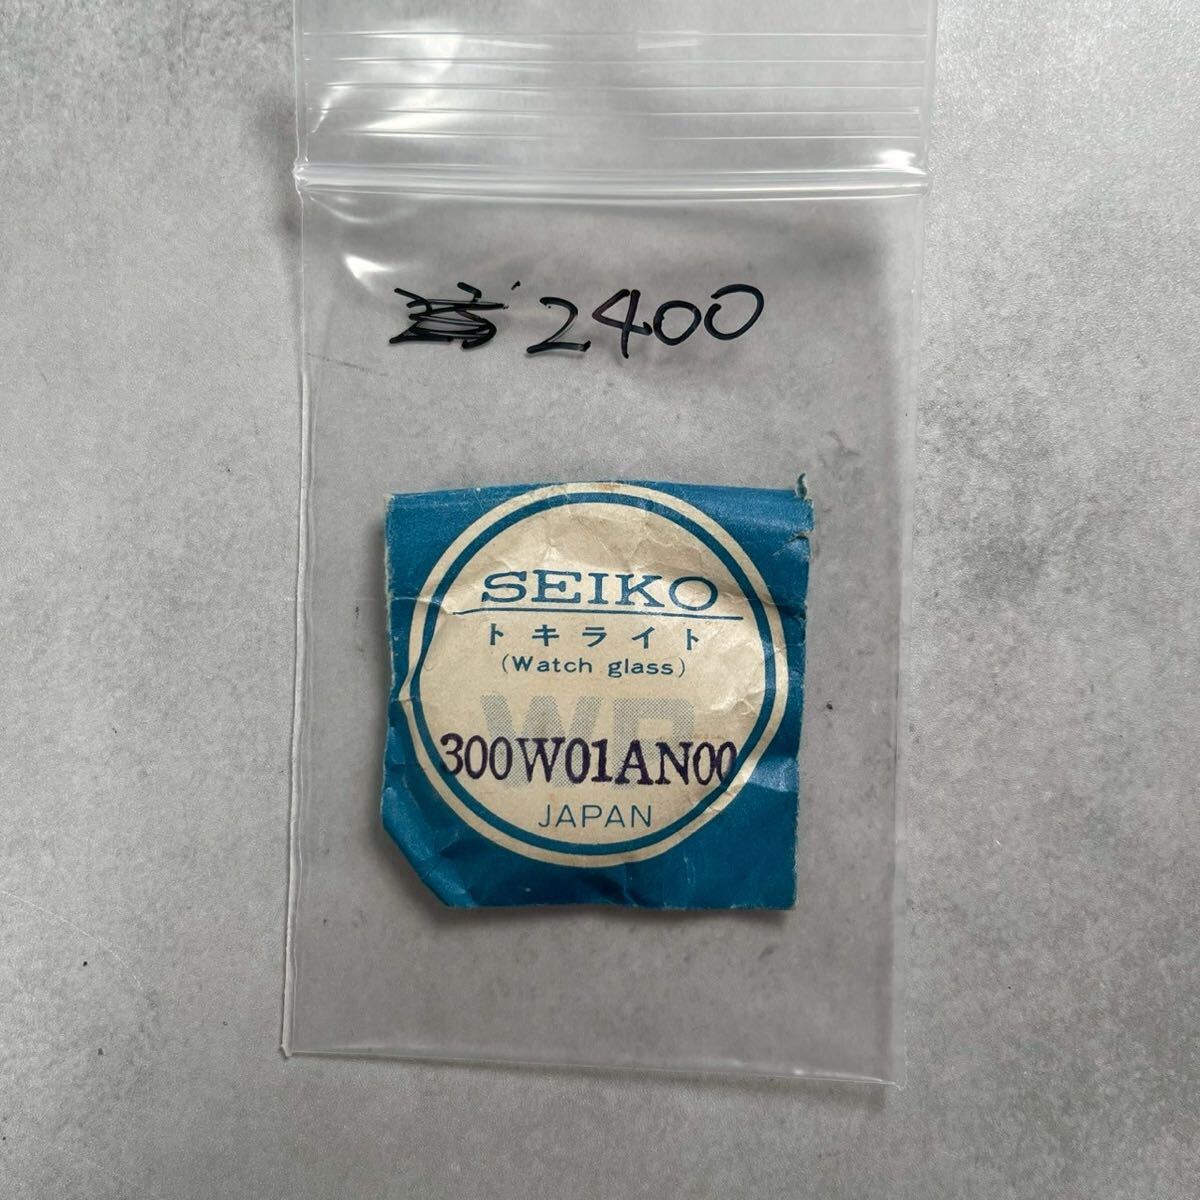 2400
SEIKO
トキライト
(Watch glass)
WP
300W01AN00
JAPAN